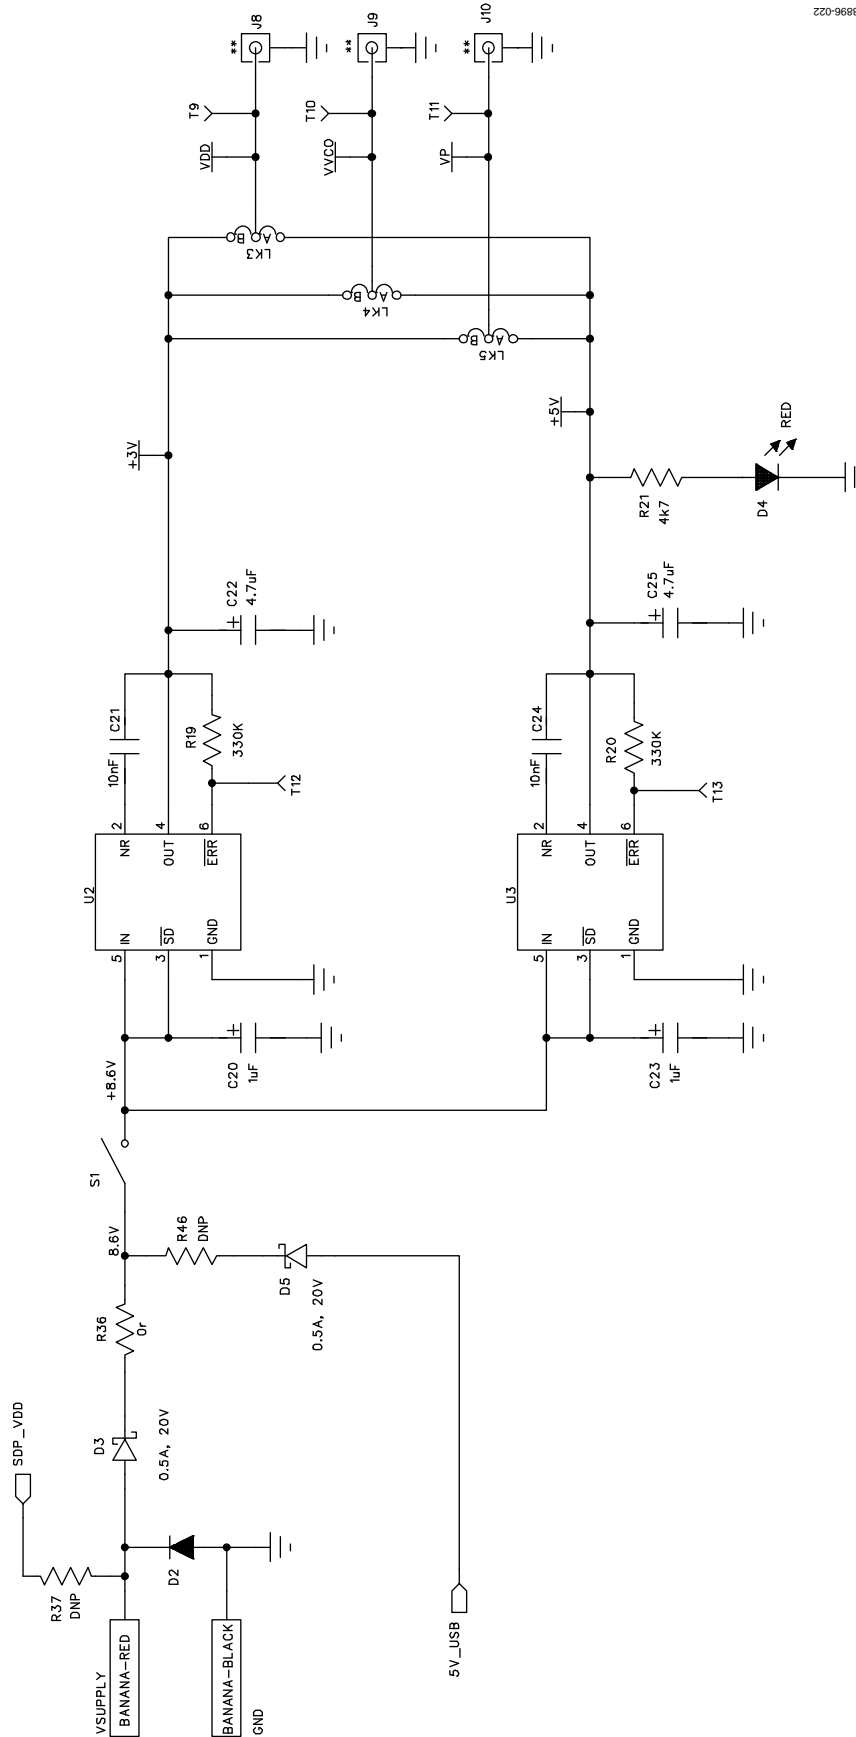 08896-022
J8
**
T9
VDD
J9
**
T10
VVCO
J10
**
T11
VP
B
A
LK3
B
A
LK4
B
A
LK5
+3V
+5V
R21
4k7
D4
RED
C22
4.7uF
+
C25
4.7uF
+
C21
10nF
R19
330K
T12
C24
10nF
R20
330K
T13
U2
2
NR
4
OUT
6
ERR
5
IN
3
SD
1
GND
U3
2
NR
4
OUT
6
ERR
5
IN
3
SD
1
GND
+
C20
1uF
+
C23
1uF
+8.6V
S1
8.6V
R46
DNP
D5
0.5A, 20V
R36
0r
D3
0.5A, 20V
SDP_VDD
R37
DNP
D2
VSUPPLY
BANANA-RED
BANANA-BLACK
GND
5V_USB